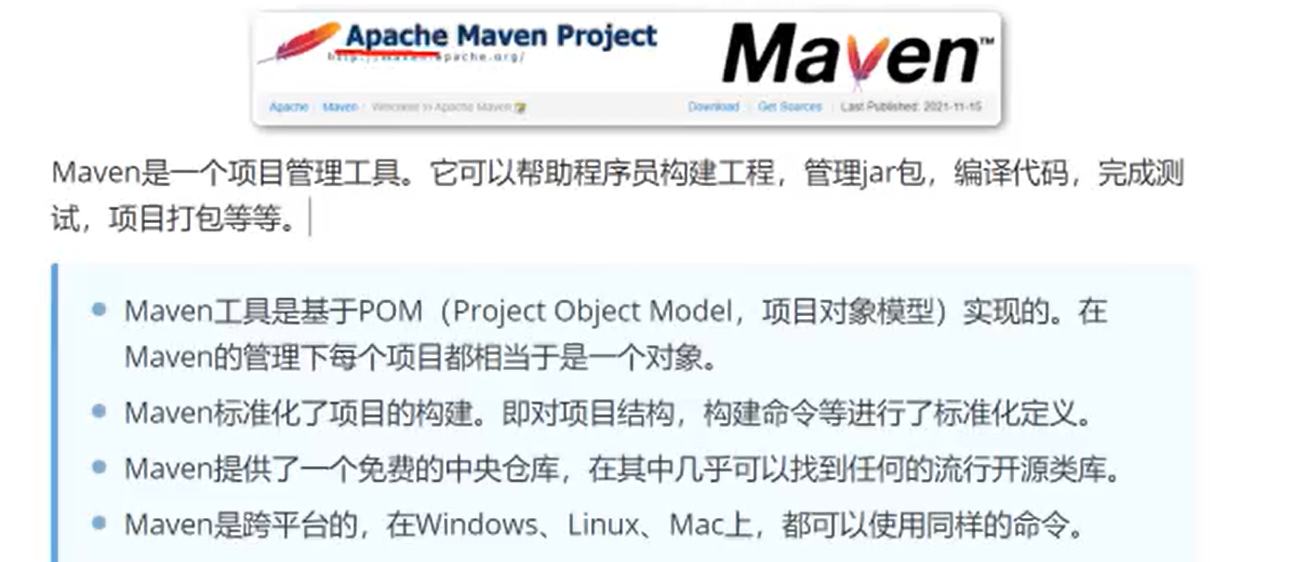 Apache Maven Project
http://maven.apache.org/
Maven™
Apache Maven Welcome to Apache Maven
Download Get Sources Last Published: 2021-11-15
Maven是一个项目管理工具。它可以帮助程序员构建工程，管理jar包，编译代码，完成测
试，项目打包等等。
Maven工具是基于POM（Project Object Model，项目对象模型）实现的。在
Maven的管理下每个项目都相当于是一个对象。
Maven标准化了项目的构建。即对项目结构，构建命令等进行了标准化定义。
Maven提供了一个免费的中央仓库，在其中几乎可以找到任何的流行开源类库。
Maven是跨平台的，在Windows、Linux、Mac上，都可以使用同样的命令。